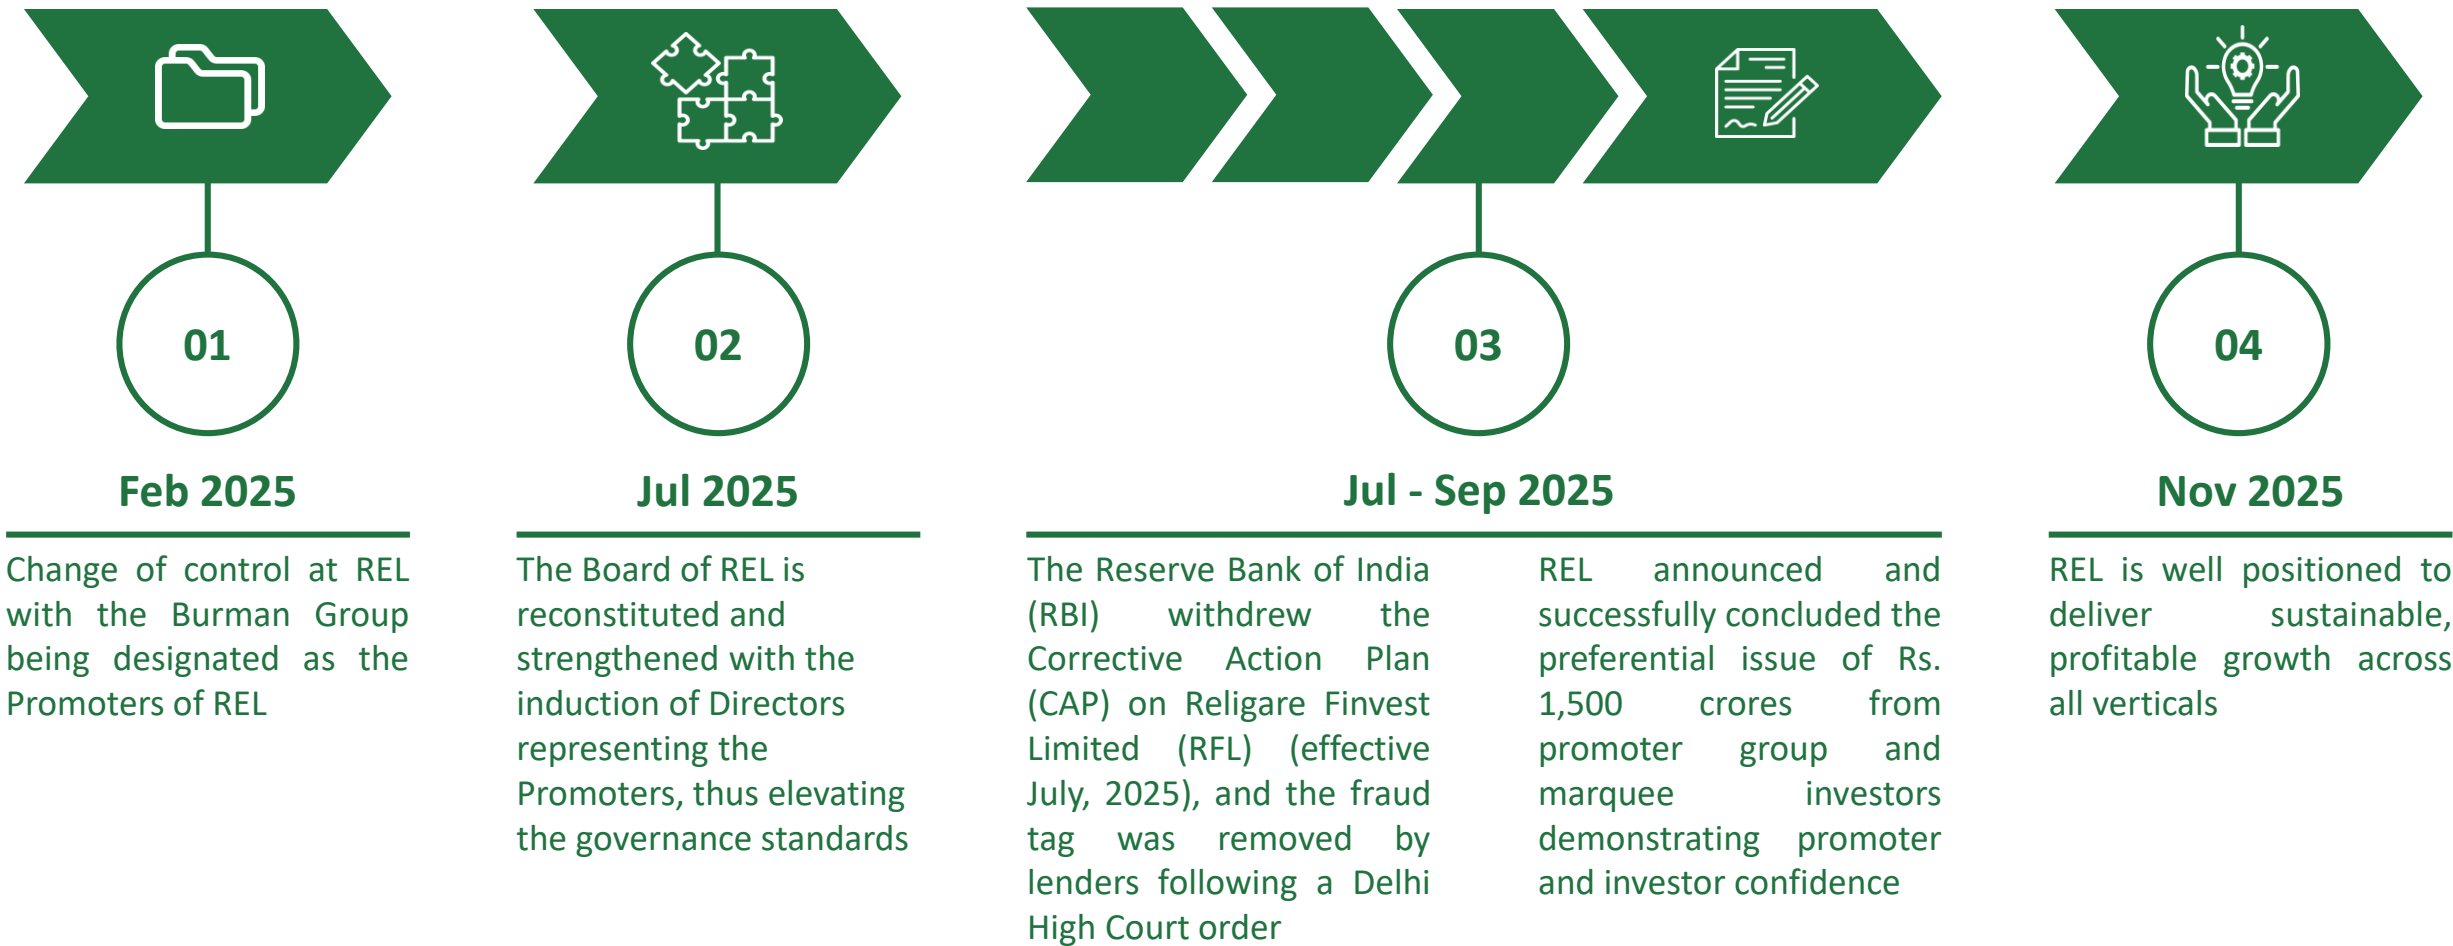 01
Feb 2025
Change of control at REL
with the Burman Group
being designated as the
Promoters of REL
02
Jul 2025
The Board of REL is
reconstituted and
strengthened with the
induction of Directors
representing the
Promoters, thus elevating
the governance standards
03
Jul - Sep 2025
The Reserve Bank of India
(RBI) withdrew the
Corrective Action Plan
(CAP) on Religare Finvest
Limited (RFL) (effective
July, 2025), and the fraud
tag was removed by
lenders following a Delhi
High Court order
REL announced and
successfully concluded the
preferential issue of Rs.
1,500 crores from
promoter group and
marquee investors
demonstrating promoter
and investor confidence
04
Nov 2025
REL is well positioned to
deliver sustainable,
profitable growth across
all verticals